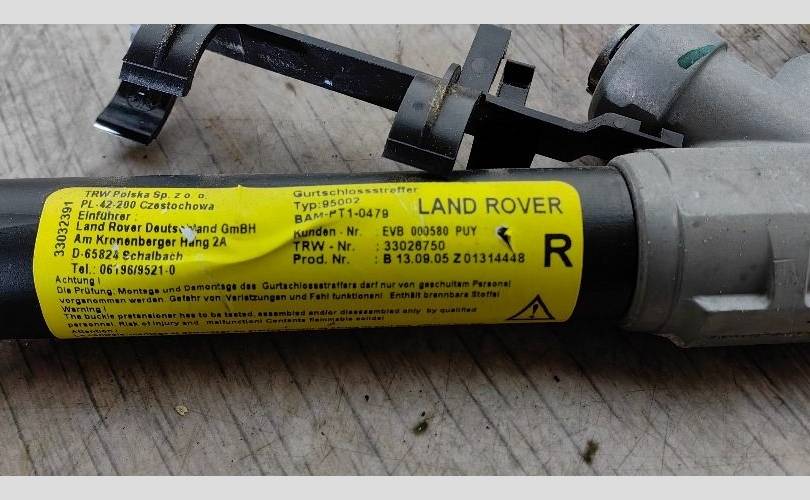 33032391
TRW Polska Sp. z o. o.
PL-42-200 Czestochowa
Einführer :
Land Rover Deutschland GmbH
Am Kronenberger Hang 2A
D-65824 Schalbach
Tel.: 06196/9521-0
Gurtschlossstraffer
Typ:95002
BAM-PT1-0479
LAND ROVER
Kunden - Nr. : EVB 000580 PUY
TRW - Nr. : 33026750
Prod. Nr. : B 13.09.05 Z 01314448
R
Achtung !
Die Prüfung, Montage und Demontage des Gurtschlossstraffers darf nur von geschultem Personal
vorgenommen werden. Gefahr von Verletzungen und Fehl funktionen! Enthält brennbare Stoffe!
Warning !
The buckle pretensioner has to be tested, assembled and/or disassembled only by qualified
personnel. Risk of injury and malfunction! Contents flammable solids!
Attention !